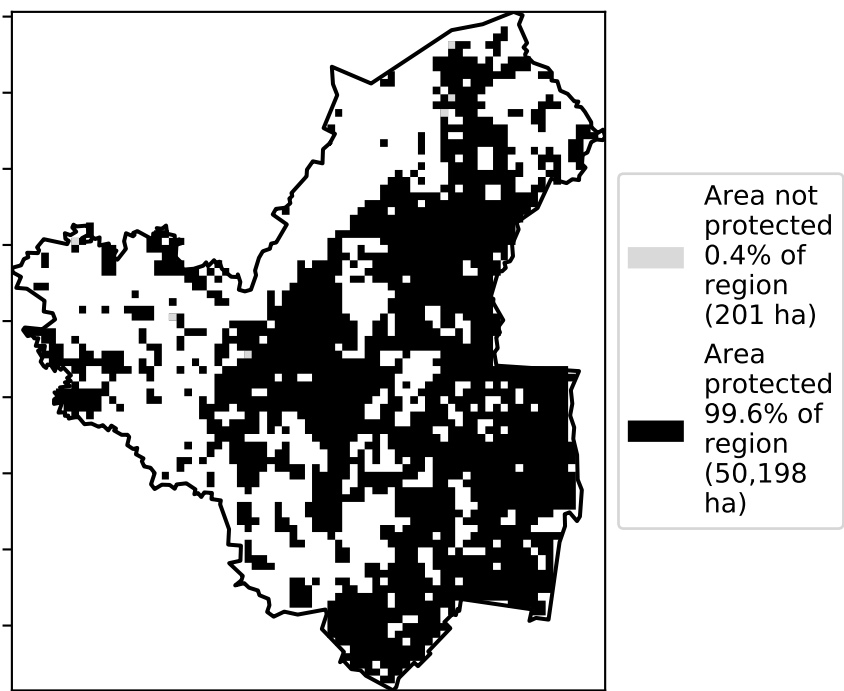 Area not
protected
0.4% of
region
(201 ha)
Area
protected
99.6% of
region
(50,198
ha)